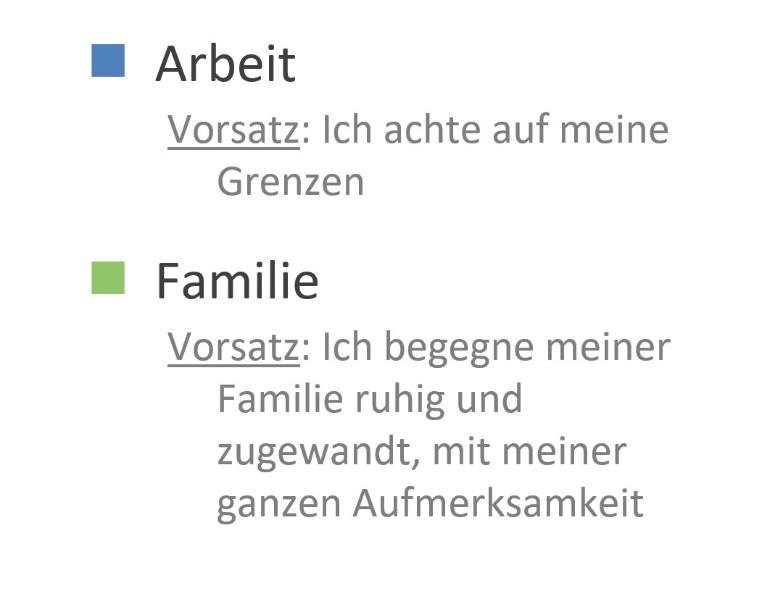 Arbeit
Vorsatz: Ich achte auf meine
Grenzen
Familie
Vorsatz: Ich begegne meiner
Familie ruhig und
zugewandt, mit meiner
ganzen Aufmerksamkeit